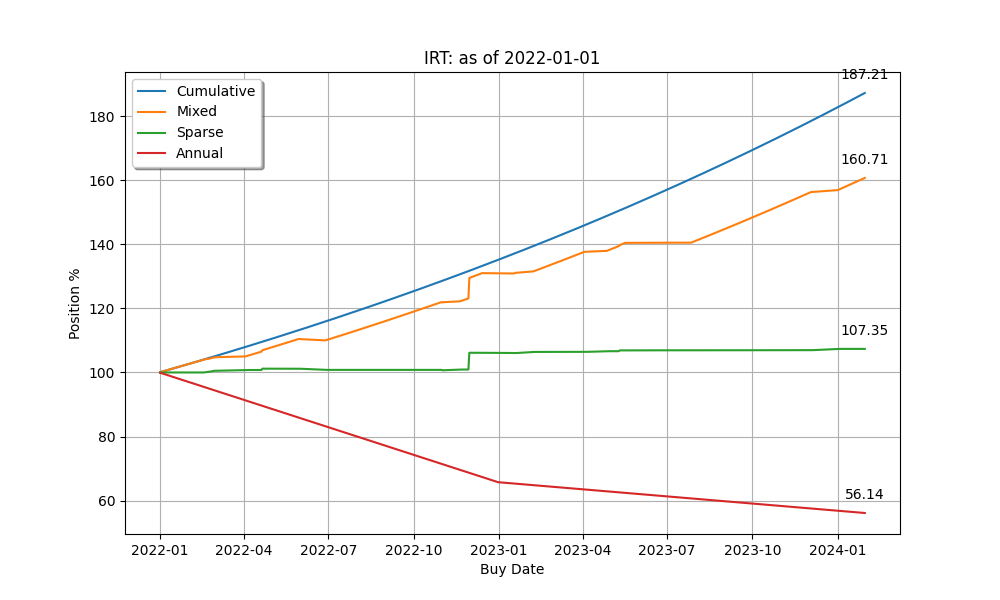 IRT: as of 2022-01-01
187.21
Cumulative
Mixed
Sparse
Annual
160.71
107.35
56.14
180
160
140
120
100
80
60
Position %
2022-01 2022-04 2022-07 2022-10 2023-01 2023-04 2023-07 2023-10 2024-01
Buy Date